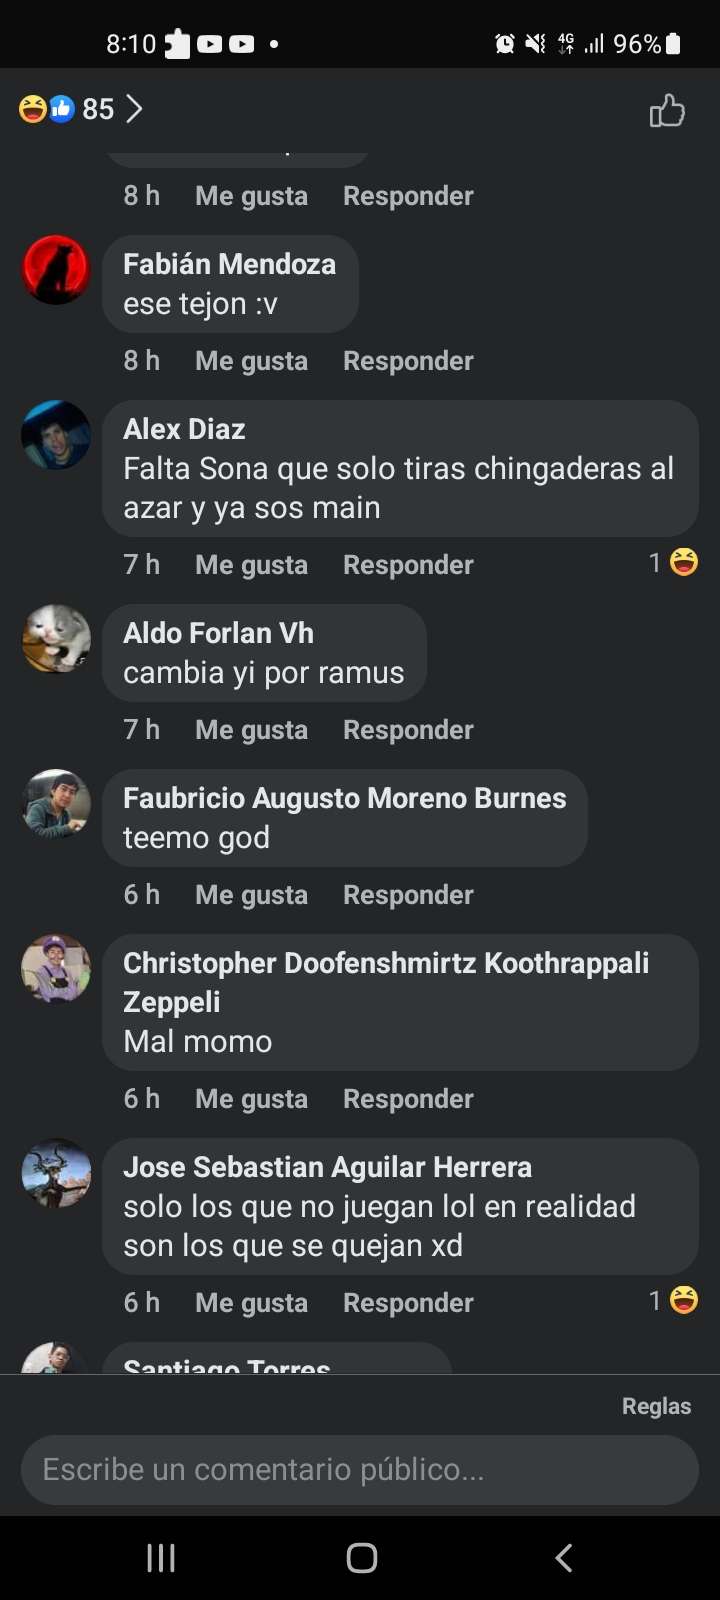 8:10
4G
96%
85
8 h Me gusta Responder
Fabián Mendoza
ese tejon :v
8 h Me gusta Responder
Alex Diaz
Falta Sona que solo tiras chingaderas al
azar y ya sos main
7 h Me gusta Responder 1
Aldo Forlan Vh
cambia yi por ramus
7 h Me gusta Responder
Faubricio Augusto Moreno Burnes
teemo god
6 h Me gusta Responder
Christopher Doofenshmirtz Koothrappali
Zeppeli
Mal momo
6 h Me gusta Responder
Jose Sebastian Aguilar Herrera
solo los que no juegan lol en realidad
son los que se quejan xd
6 h Me gusta Responder 1
Santiago Torres
Reglas
Escribe un comentario público...